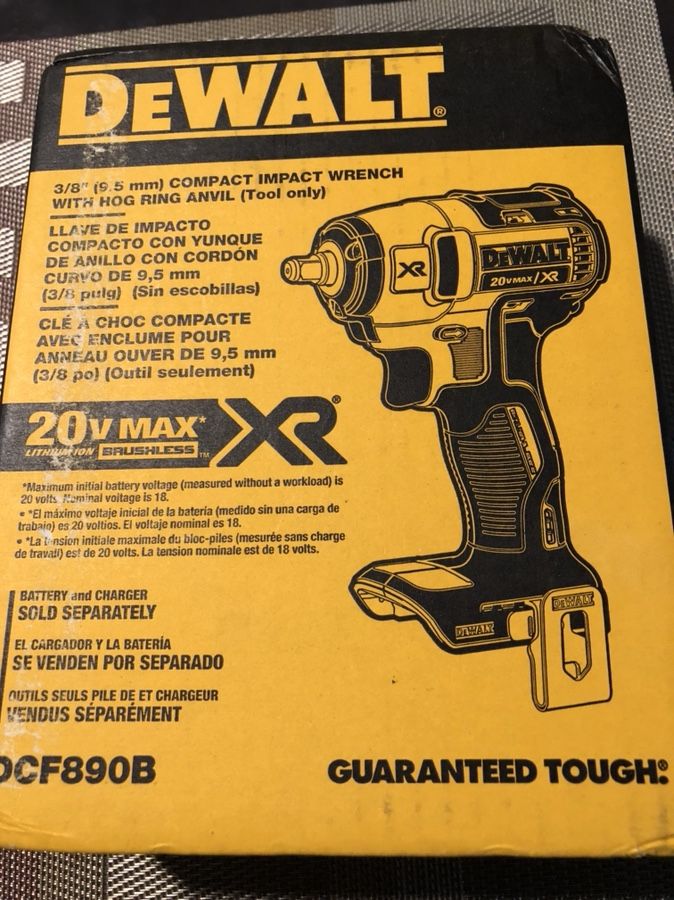 DEWALT®
3/8" (9.5 mm) COMPACT IMPACT WRENCH
WITH HOG RING ANVIL (Tool only)
LLAVE DE IMPACTO
COMPACTO CON YUNQUE
DE ANILLO CON CORDÓN
CURVO DE 9,5 mm
(3/8 pulg) (Sin escobillas)
CLÉ À CHOC COMPACTE
AVEC ENCLUME POUR
ANNEAU OUVER DE 9,5 mm
(3/8 po) (Outil seulement)
XR
DEWALT
20V MAX/XR
20V MAX* XR®
LITHIUM ION BRUSHLESS™
*Maximum initial battery voltage (measured without a workload) is
20 volts. Nominal voltage is 18.
• *El máximo voltaje inicial de la batería (medido sin una carga de
trabajo) es 20 voltios. El voltaje nominal es 18.
• *La tension initiale maximale du bloc-piles (mesurée sans charge
de travail) est de 20 volts. La tension nominale est de 18 volts.
BATTERY and CHARGER
SOLD SEPARATELY
EL CARGADOR Y LA BATERÍA
SE VENDEN POR SEPARADO
OUTILS SEULS PILE DE ET CHARGEUR
VENDUS SÉPARÉMENT
DEWALT
DEWALT
DCF890B
GUARANTEED TOUGH.®